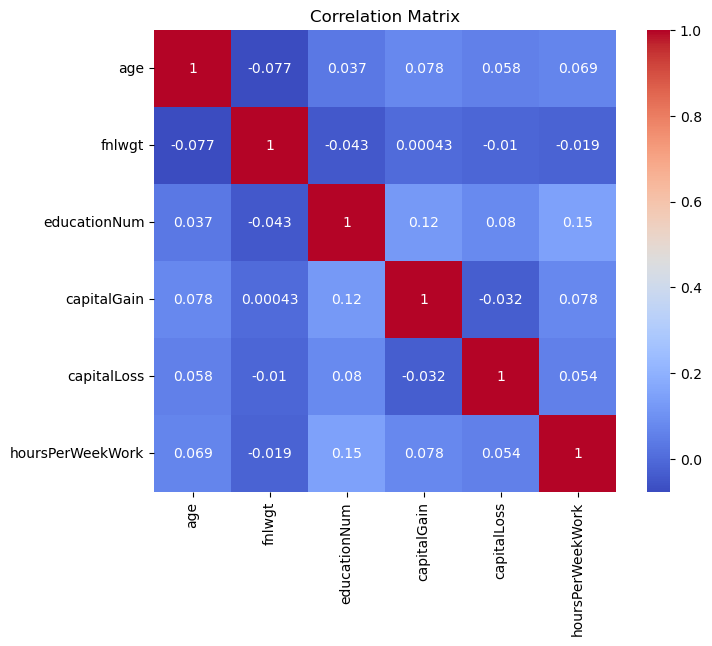 Correlation Matrix
age 1 -0.077 0.037 0.078 0.058 0.069
fnlwgt -0.077 1 -0.043 0.00043 -0.01 -0.019
educationNum 0.037 -0.043 1 0.12 0.08 0.15
capitalGain 0.078 0.00043 0.12 1 -0.032 0.078
capitalLoss 0.058 -0.01 0.08 -0.032 1 0.054
hoursPerWeekWork 0.069 -0.019 0.15 0.078 0.054 1
age
fnlwgt
educationNum
capitalGain
capitalLoss
hoursPerWeekWork
1.0
0.8
0.6
0.4
0.2
0.0